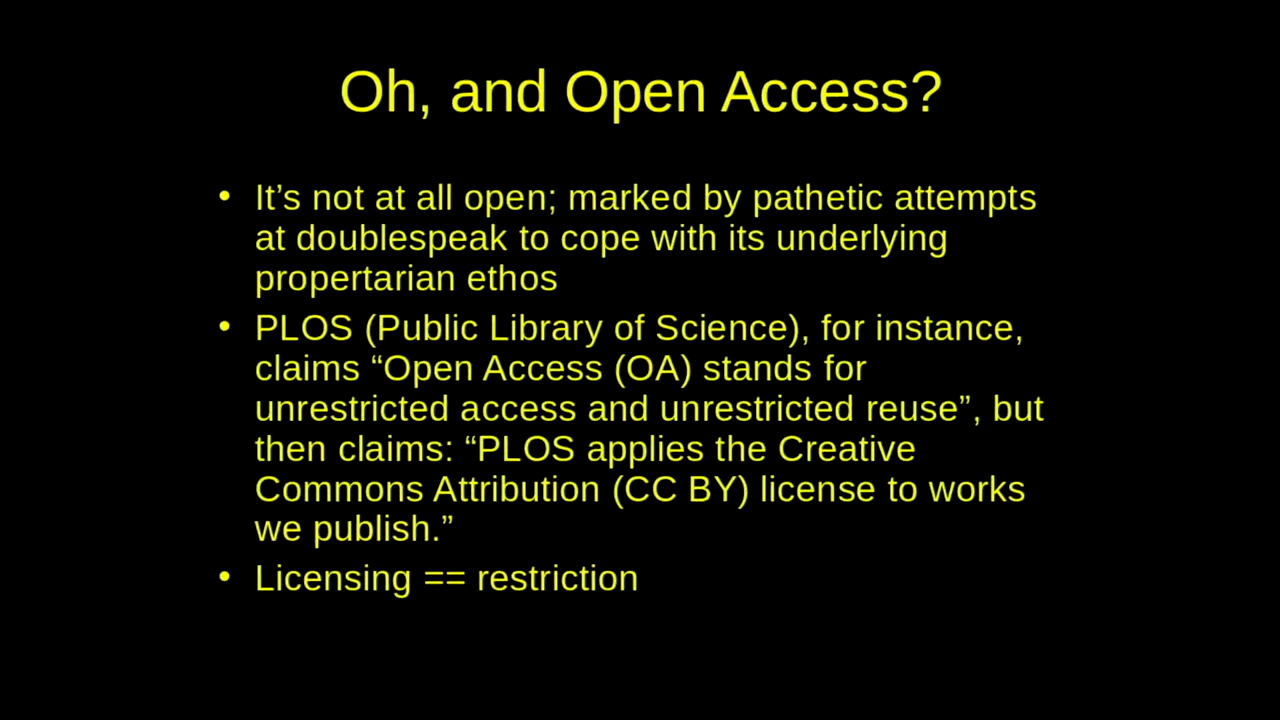 Oh, and Open Access?
• It’s not at all open; marked by pathetic attempts
at doublespeak to cope with its underlying
propertarian ethos
• PLOS (Public Library of Science), for instance,
claims “Open Access (OA) stands for
unrestricted access and unrestricted reuse”, but
then claims: “PLOS applies the Creative
Commons Attribution (CC BY) license to works
we publish.”
• Licensing == restriction